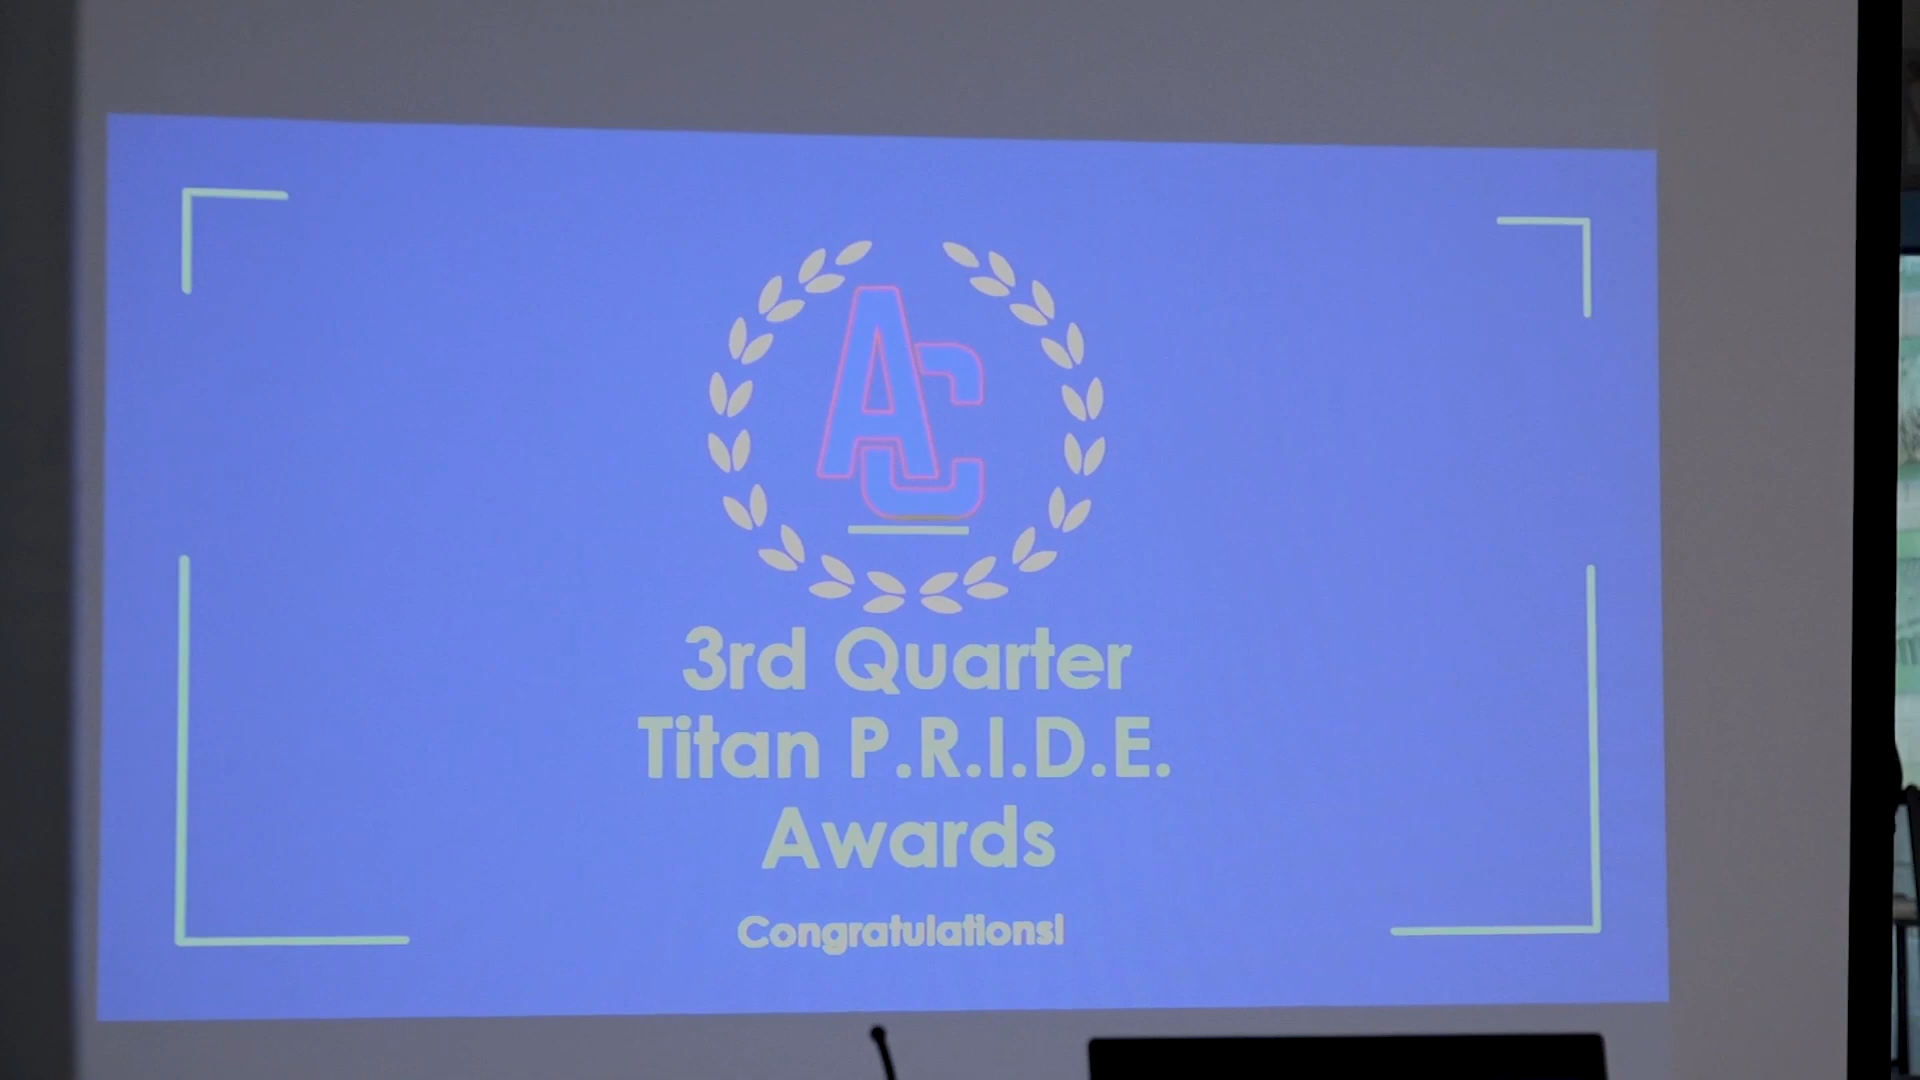 AC
3rd Quarter
Titan P.R.I.D.E.
Awards
Congratulations!